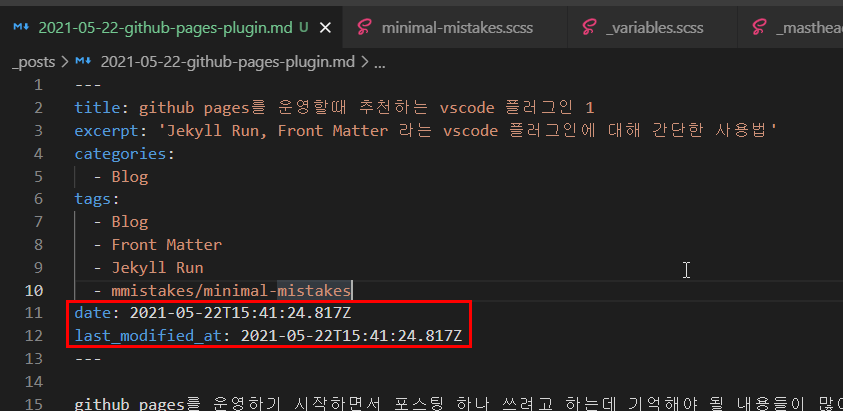 2021-05-22-github-pages-plugin.md U × minimal-mistakes.scss _variables.scss
_posts > 2021-05-22-github-pages-plugin.md > ...
1 ---
2 title: github pages를 운영할때 추천하는 vscode 플러그인 1
3 excerpt: 'Jekyll Run, Front Matter 라는 vscode 플러그인에 대해 간단한 사용법'
4 categories:
5 - Blog
6 tags:
7 - Blog
8 - Front Matter
9 - Jekyll Run
10 - mmistakes/minimal-mistakes
11 date: 2021-05-22T15:41:24.817Z
12 last_modified_at: 2021-05-22T15:41:24.817Z
13 ---
14
15 github pages를 운영하기 시작하면서 포스팅 하나 쓰려고 하는데 기억해야 될 내용들이